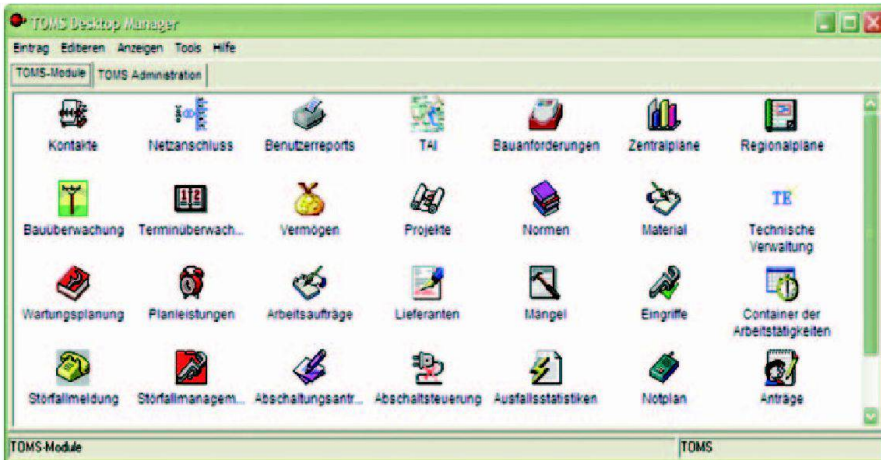 TOMS Desktop Manager
Eintrag Editieren Anzeigen Tools Hilfe
TOMS-Module TOMS Administration
Kontakte Netzanschluss Benutzerreports TAI Bauanforderungen Zentralpläne Regionalpläne
12
TE
Bauüberwachung Terminüberwach... Vermögen Projekte Normen Material Technische
Verwaltung
Wartungsplanung Planleistungen Arbeitsaufträge Lieferanten Mängel Eingriffe Container der
Arbeitstätigkeiten
Störfallmeldung Störfallmanagem... Abschaltungsantr... Abschaltsteuerung Ausfallsstatistiken Notplan Anträge
TOMS-Module TOMS